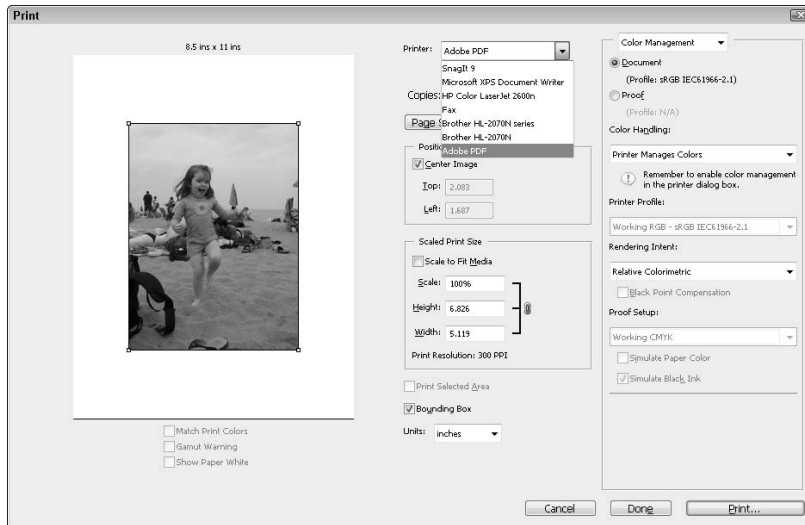 Print
8.5 ins x 11 ins
Match Print Colors
Gamut Warning
Show Paper White
Printer: Adobe PDF
SnagIt 9
Microsoft XPS Document Writer
Copies: HP Color LaserJet 2600n
Fax
Page S Brother HL-2070N series
Brother HL-2070N
Positio Adobe PDF
Center Image
Top: 2.083
Left: 1.687
Scaled Print Size
Scale to Fit Media
Scale: 100%
Height: 6.826
Width: 5.119
Print Resolution: 300 PPI
Print Selected Area
Bounding Box
Units: inches
Color Management
Document
(Profile: sRGB IEC61966-2.1)
Proof
(Profile: N/A)
Color Handling:
Printer Manages Colors
Remember to enable color management
in the printer dialog box.
Printer Profile:
Working RGB - sRGB IEC61966-2.1
Rendering Intent:
Relative Colorimetric
Black Point Compensation
Proof Setup:
Working CMYK
Simulate Paper Color
Simulate Black Ink
Cancel
Done
Print...